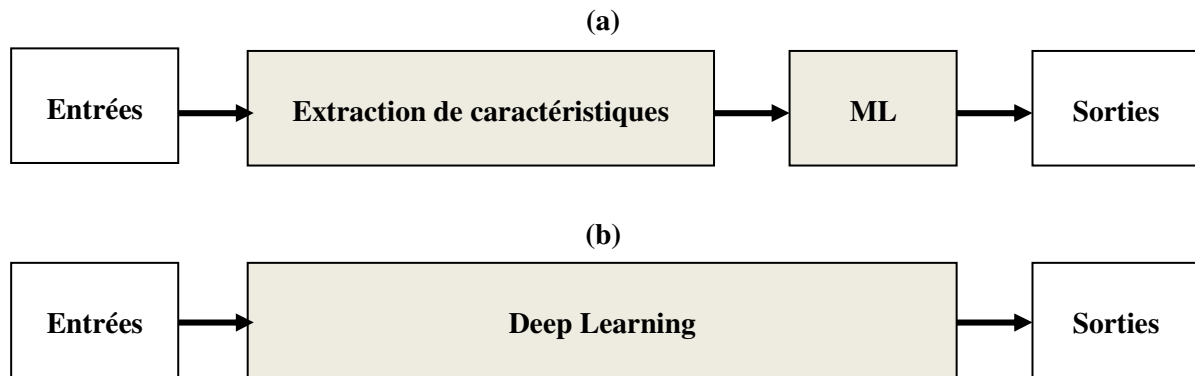 (a)
Entrées
Extraction de caractéristiques
ML
Sorties
(b)
Entrées
Deep Learning
Sorties